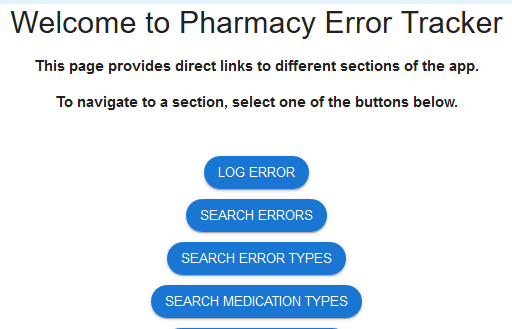 Welcome to Pharmacy Error Tracker
This page provides direct links to different sections of the app.
To navigate to a section, select one of the buttons below.
LOG ERROR
SEARCH ERRORS
SEARCH ERROR TYPES
SEARCH MEDICATION TYPES